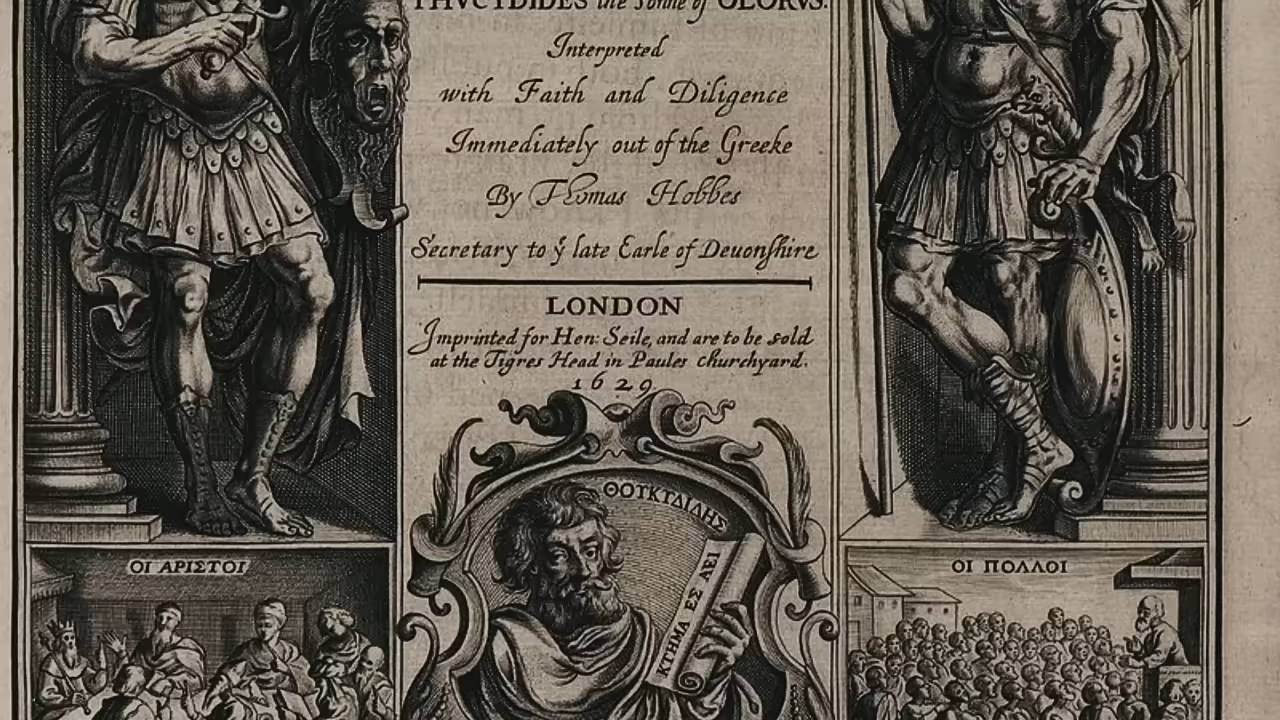 THVCYDIDES the sonne of OLORVS.
Interpreted
with Faith and Diligence
Immediately out of the Greeke
By Thomas Hobbes
Secretary to ẙ late Earle of Deuonshire
LONDON
Imprinted for Hen: Seile, and are to be sold
at the Tigres Head in Paules churchyard.
1629.
ΘΟΥΚΥΔΙΔΗΣ
ΚΤΗΜΑ ΕΣ ΑΕΙ
ΟΙ ΑΡΙΣΤΟΙ
ΟΙ ΠΟΛΛΟΙ